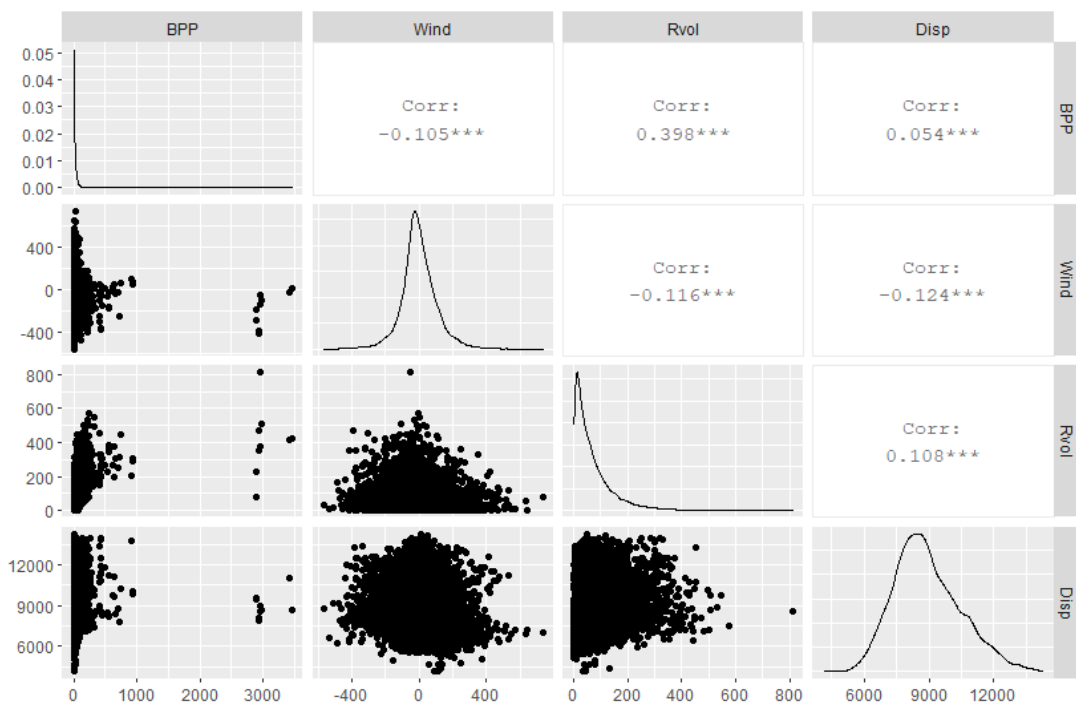 BPP Wind Rvol Disp
0.05
0.04
0.03
0.02
0.01
0.00
Corr:
-0.105***
Corr:
0.398***
Corr:
0.054***
BPP
400
0
-400
Corr:
-0.116***
Corr:
-0.124***
Wind
800
600
400
200
0
Corr:
0.108***
Rvol
12000
9000
6000
Disp
0 1000 2000 3000 -400 0 400 0 200 400 600 800 6000 9000 12000